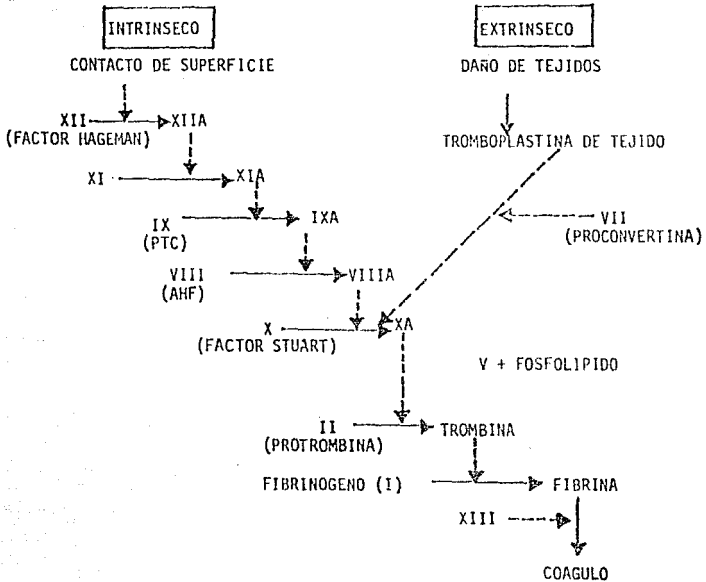 INTRINSECO
EXTRINSECO
CONTACTO DE SUPERFICIE
DAÑO DE TEJIDOS
XII XIIA
(FACTOR HAGEMAN)
TROMBOPLASTINA DE TEJIDO
XI XIA
IX IXA
(PTC)
VII
(PROCONVERTINA)
VIII VIIIA
(AHF)
X XA
(FACTOR STUART)
V + FOSFOLIPIDO
II TROMBINA
(PROTROMBINA)
FIBRINOGENO (I) FIBRINA
XIII
COAGULO